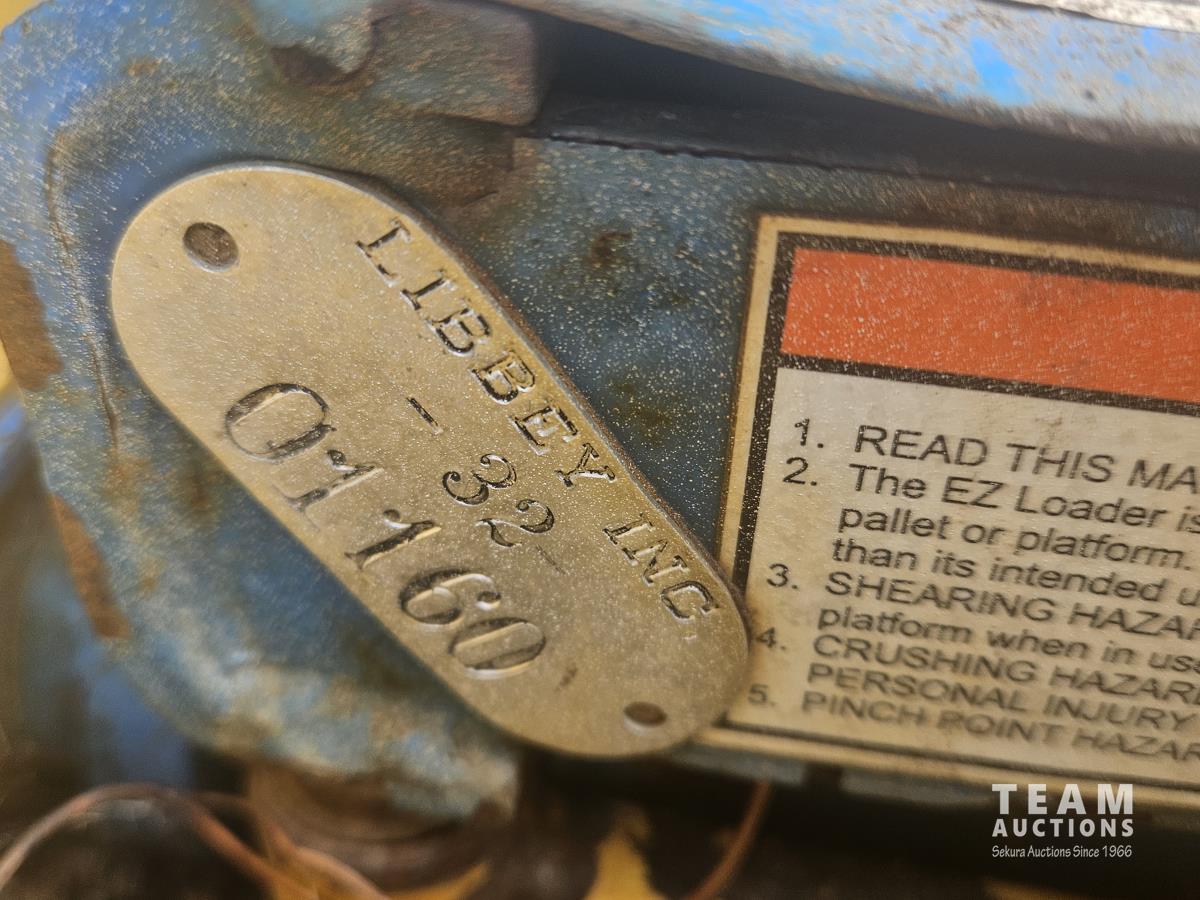 LIBBEY INC.
- 32 -
01160
1. READ THIS MA
2. The EZ Loader is
pallet or platform.
than its intended u
3. SHEARING HAZAR
platform when in use
4. CRUSHING HAZAR
PERSONAL INJURY
5. PINCH POINT HAZAR
TEAM
AUCTIONS
Sekura Auctions Since 1966